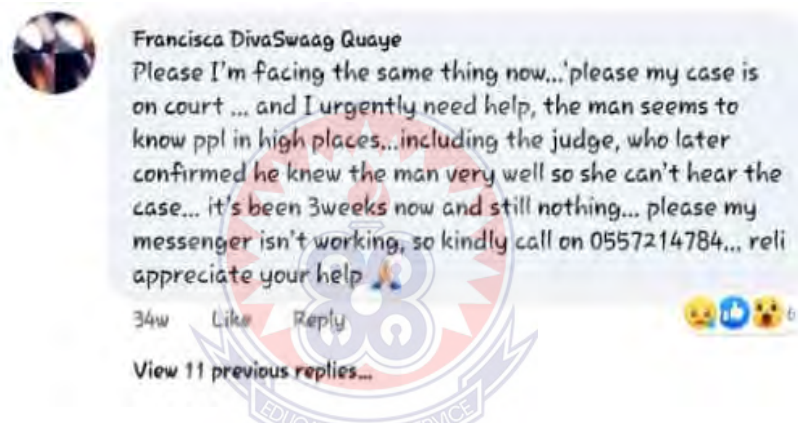 Francisca DivaSwaag Quaye
Please I'm facing the same thing now...'please my case is
on court ... and I urgently need help, the man seems to
know ppl in high places...including the judge, who later
confirmed he knew the man very well so she can't hear the
case... it's been 3weeks now and still nothing... please my
messenger isn't working, so kindly call on 0557214784... reli
appreciate your help 🙏
34w Like Reply
6
View 11 previous replies...